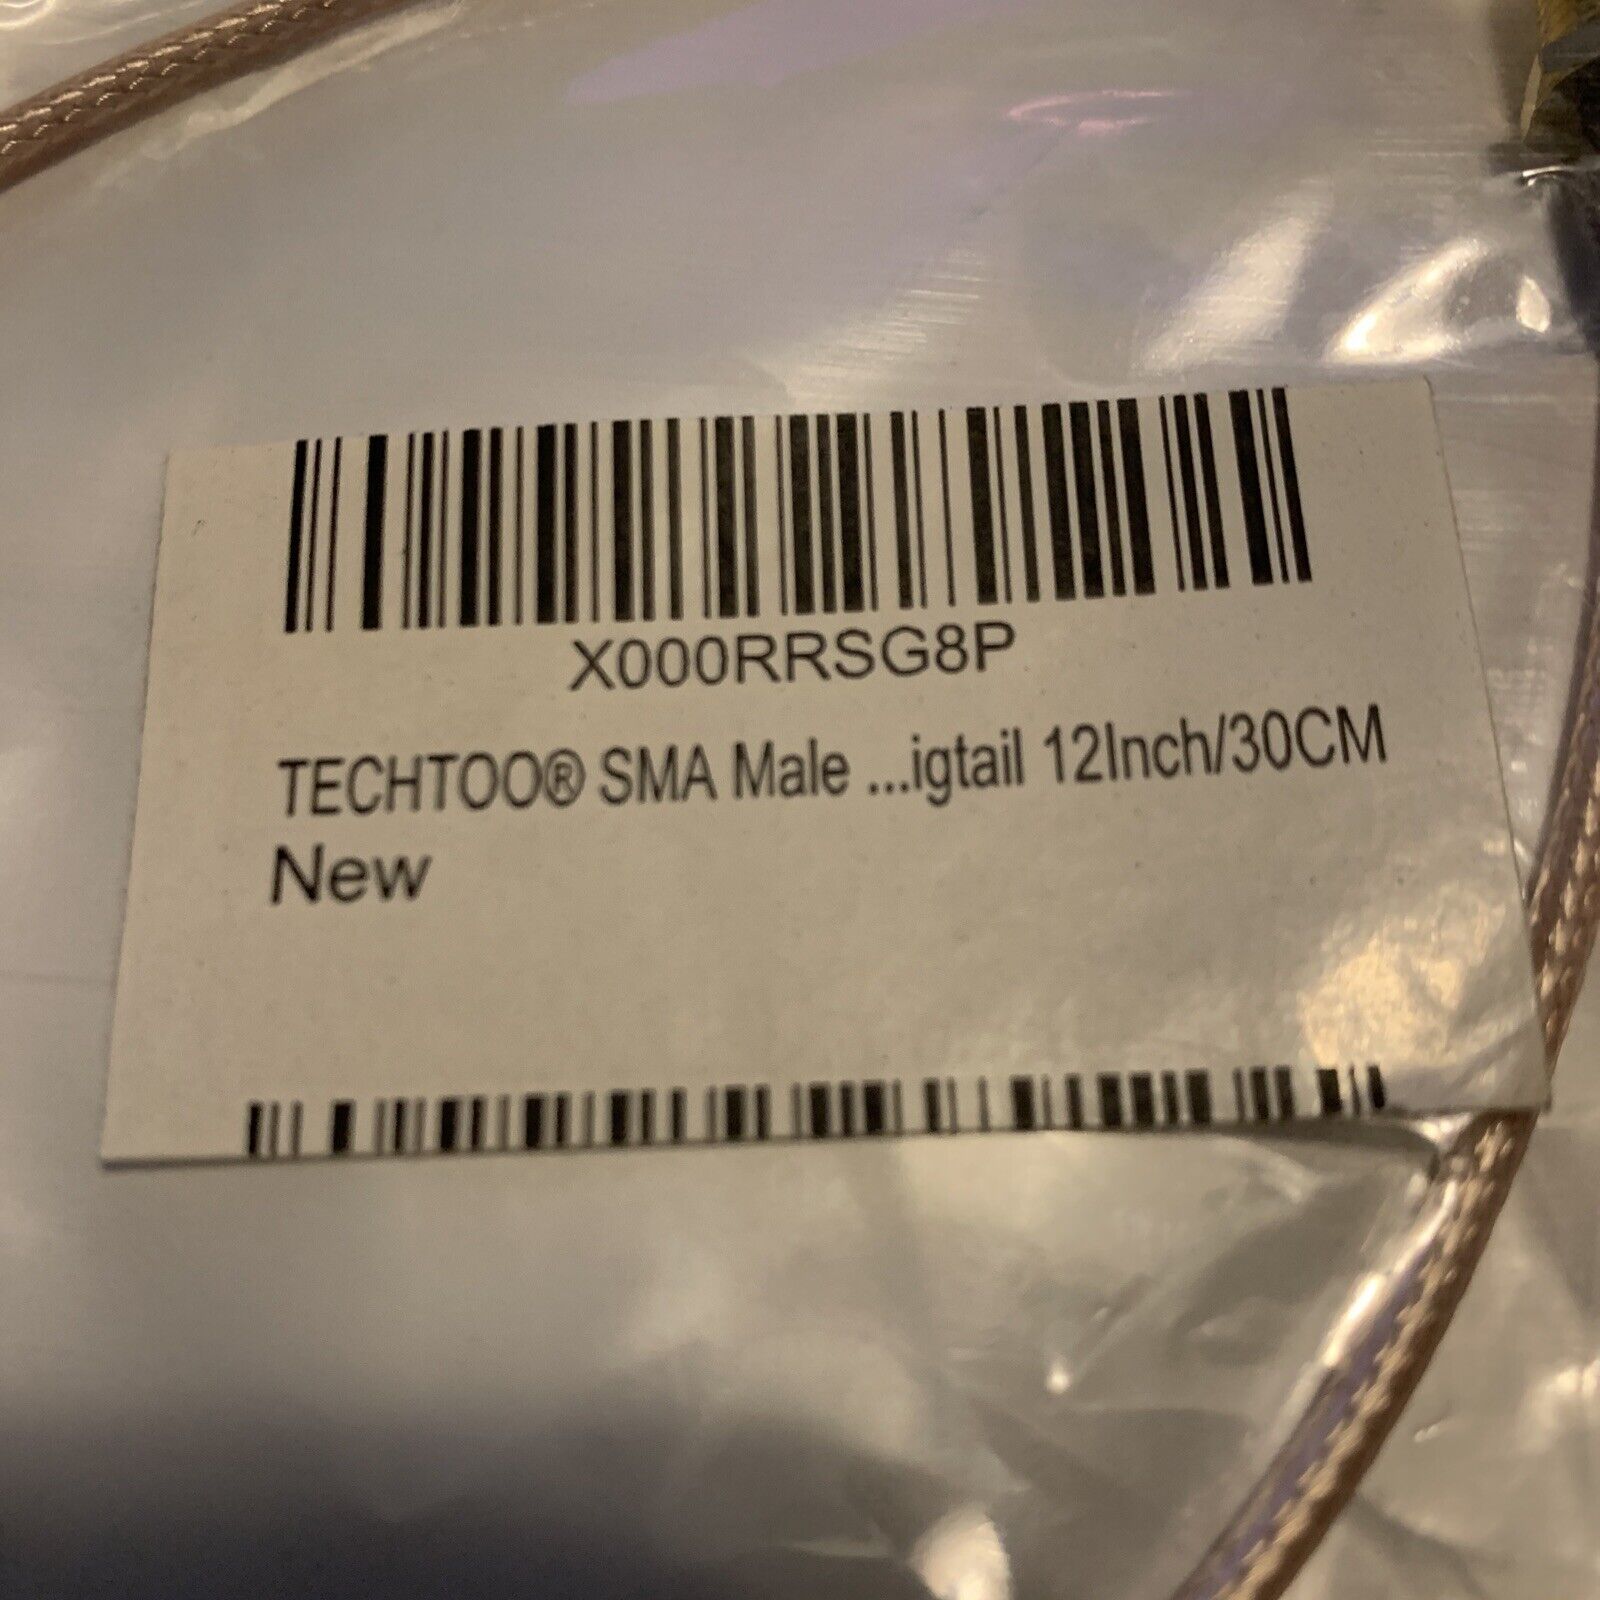 X000RRSG8P
TECHTOO® SMA Male ...igtail 12Inch/30CM
New